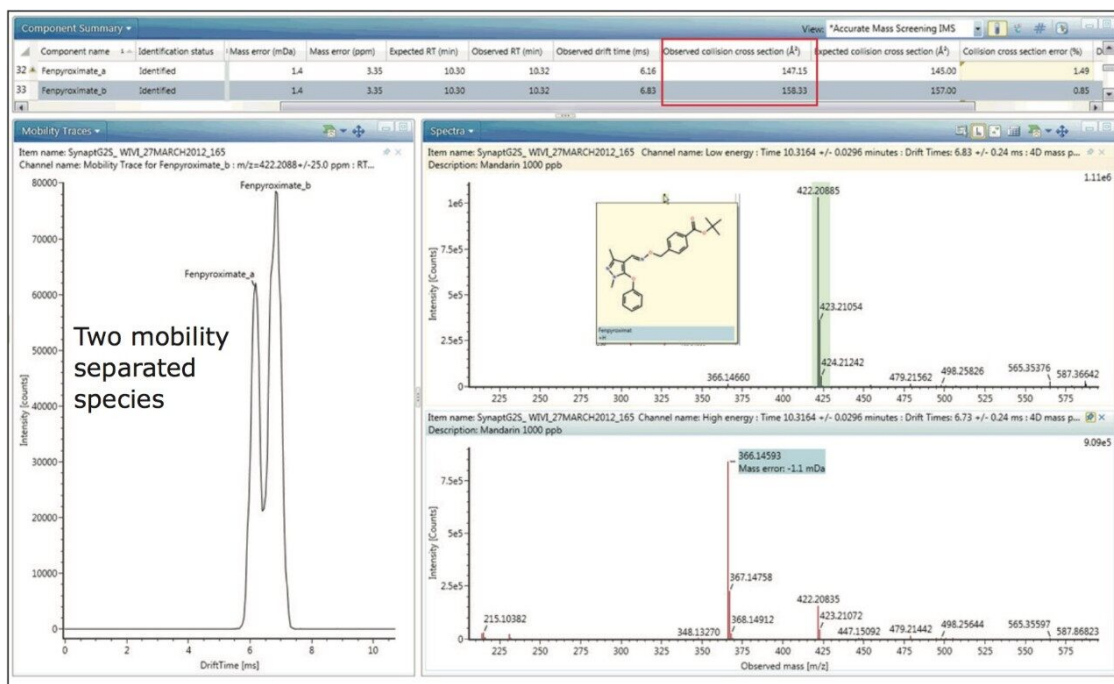 Component Summary
View: *Accurate Mass Screening IMS
Component name Identification status Mass error (mDa) Mass error (ppm) Expected RT (min) Observed RT (min) Observed drift time (ms) Observed collision cross section (Å²) Expected collision cross section (Å²) Collision cross section error (%) D
32 Fenpyroximate_a Identified 1.4 3.35 10.30 10.32 6.16 147.15 145.00 1.49
33 Fenpyroximate_b Identified 1.4 3.35 10.30 10.32 6.83 158.33 157.00 0.85
Mobility Traces
Item name: SynaptG2S_ WIVI_27MARCH2012_165
Channel name: Mobility Trace for Fenpyroximate_b : m/z=422.2088+/-25.0 ppm : RT...
80000
Fenpyroximate_b
70000
Fenpyroximate_a
60000
Two mobility
separated
species
50000
40000
30000
20000
10000
0
Intensity [counts]
0 2 4 6 8 10
DriftTime [ms]
Spectra
Item name: SynaptG2S_ WIVI_27MARCH2012_165 Channel name: Low energy : Time 10.3164 +/- 0.0296 minutes : Drift Times: 6.83 +/- 0.24 ms : 4D mass p...
Description: Mandarin 1000 ppb
1.11e6
422.20885
1e6
7.5e5
5e5
2.5e5
0
Intensity [Counts]
Fenpyroximat
+H
423.21054
424.21242
366.14660
479.21562
498.25826
565.35376
587.36642
225 250 275 300 325 350 375 400 425 450 475 500 525 550 575
Item name: SynaptG2S_ WIVI_27MARCH2012_165 Channel name: High energy : Time 10.3164 +/- 0.0296 minutes : Drift Times: 6.73 +/- 0.24 ms : 4D mass p...
Description: Mandarin 1000 ppb
9.09e5
366.14593
Mass error: -1.1 mDa
7.5e5
5e5
2.5e5
0
Intensity [Counts]
367.14758
422.20835
215.10382
368.14912
423.21072
348.13270
447.15092
479.21442
498.25644
565.35597
587.86823
225 250 275 300 325 350 375 400 425 450 475 500 525 550 575
Observed mass [m/z]